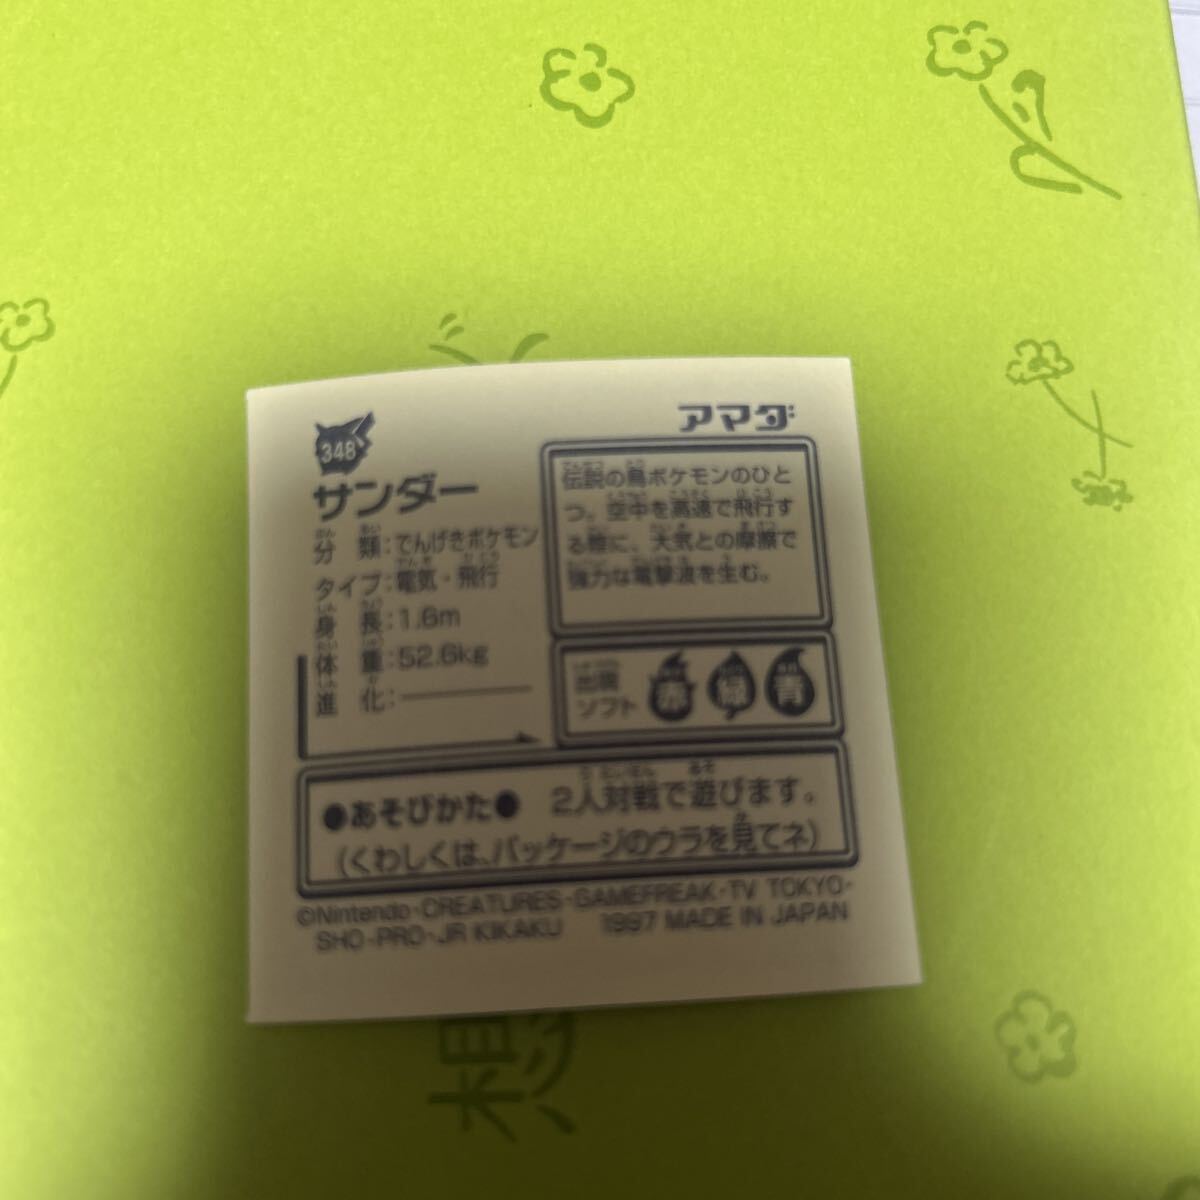 348
サンダー
分類:でんげきポケモン
タイプ:電気・飛行
身長:1.6m
体重:52.6kg
進化:
アマダ
伝説の鳥ポケモンのひと
つ。空中を高速で飛行す
る際に、大気との摩擦で
強力な電撃波を生む。
出現
ソフト
赤 緑 青
●あそびかた● 2人対戦で遊びます。
(くわしくは、パッケージのウラを見てネ)
©Nintendo・CREATURES・GAMEFREAK・TV TOKYO・
SHO・PRO・JR KIKAKU 1997 MADE IN JAPAN